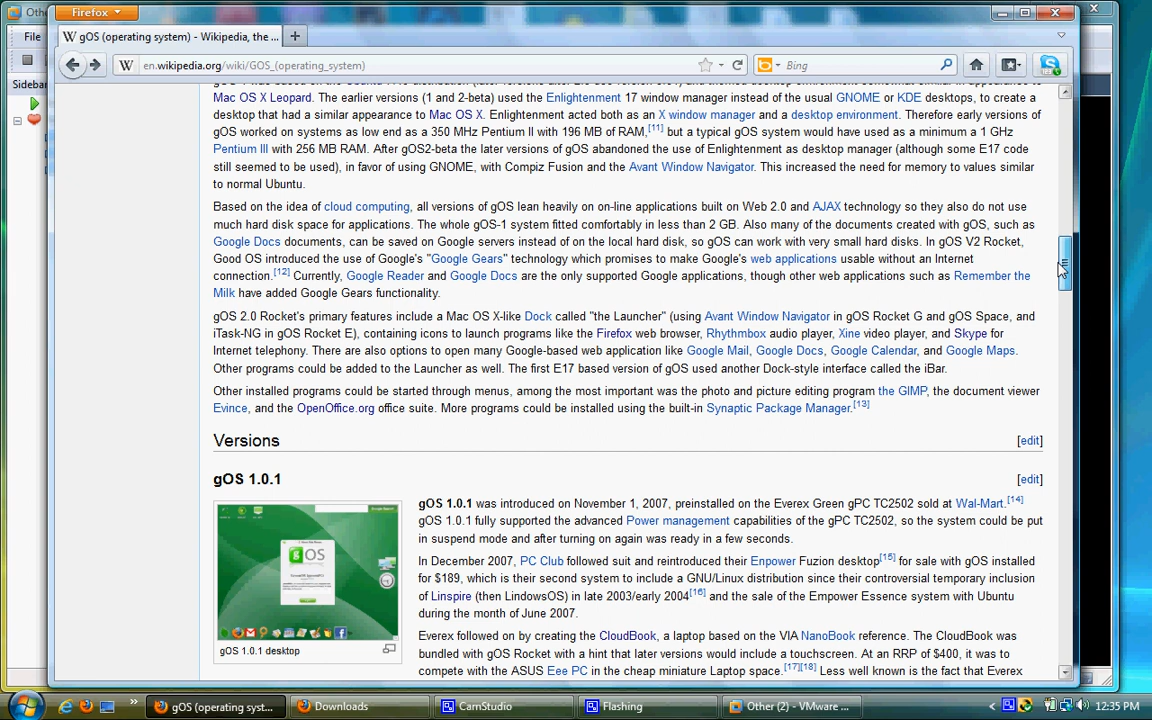 Othe
Firefox
gOS (operating system) - Wikipedia, the ...
File
en.wikipedia.org/wiki/GOS_(operating_system)
Bing
Sidebar
Mac OS X Leopard. The earlier versions (1 and 2-beta) used the Enlightenment 17 window manager instead of the usual GNOME or KDE desktops, to create a
desktop that had a similar appearance to Mac OS X. Enlightenment acted both as an X window manager and a desktop environment. Therefore early versions of
gOS worked on systems as low end as a 350 MHz Pentium II with 196 MB of RAM,[11] but a typical gOS system would have used as a minimum a 1 GHz
Pentium III with 256 MB RAM. After gOS2-beta the later versions of gOS abandoned the use of Enlightenment as desktop manager (although some E17 code
still seemed to be used), in favor of using GNOME, with Compiz Fusion and the Avant Window Navigator. This increased the need for memory to values similar
to normal Ubuntu.
Based on the idea of cloud computing, all versions of gOS lean heavily on on-line applications built on Web 2.0 and AJAX technology so they also do not use
much hard disk space for applications. The whole gOS-1 system fitted comfortably in less than 2 GB. Also many of the documents created with gOS, such as
Google Docs documents, can be saved on Google servers instead of on the local hard disk, so gOS can work with very small hard disks. In gOS V2 Rocket,
Good OS introduced the use of Google's "Google Gears" technology which promises to make Google's web applications usable without an Internet
connection.[12] Currently, Google Reader and Google Docs are the only supported Google applications, though other web applications such as Remember the
Milk have added Google Gears functionality.
gOS 2.0 Rocket's primary features include a Mac OS X-like Dock called "the Launcher" (using Avant Window Navigator in gOS Rocket G and gOS Space, and
iTask-NG in gOS Rocket E), containing icons to launch programs like the Firefox web browser, Rhythmbox audio player, Xine video player, and Skype for
Internet telephony. There are also options to open many Google-based web application like Google Mail, Google Docs, Google Calendar, and Google Maps.
Other programs could be added to the Launcher as well. The first E17 based version of gOS used another Dock-style interface called the iBar.
Other installed programs could be started through menus, among the most important was the photo and picture editing program the GIMP, the document viewer
Evince, and the OpenOffice.org office suite. More programs could be installed using the built-in Synaptic Package Manager.[13]
Versions [edit]
gOS 1.0.1 [edit]
gOS 1.0.1 was introduced on November 1, 2007, preinstalled on the Everex Green gPC TC2502 sold at Wal-Mart.[14]
gOS 1.0.1 fully supported the advanced Power management capabilities of the gPC TC2502, so the system could be put
in suspend mode and after turning on again was ready in a few seconds.
In December 2007, PC Club followed suit and reintroduced their Enpower Fuzion desktop[15] for sale with gOS installed
for $189, which is their second system to include a GNU/Linux distribution since their controversial temporary inclusion
of Linspire (then LindowsOS) in late 2003/early 2004[16] and the sale of the Empower Essence system with Ubuntu
during the month of June 2007.
Everex followed on by creating the CloudBook, a laptop based on the VIA NanoBook reference. The CloudBook was
bundled with gOS Rocket with a hint that later versions would include a touchscreen. At an RRP of $400, it was to
compete with the ASUS Eee PC in the cheap miniature Laptop space.[17][18] Less well known is the fact that Everex
gOS
gOS 1.0.1 desktop
gOS (operating syst...
Downloads
CamStudio
Flashing
Other (2) - VMware ...
12:35 PM